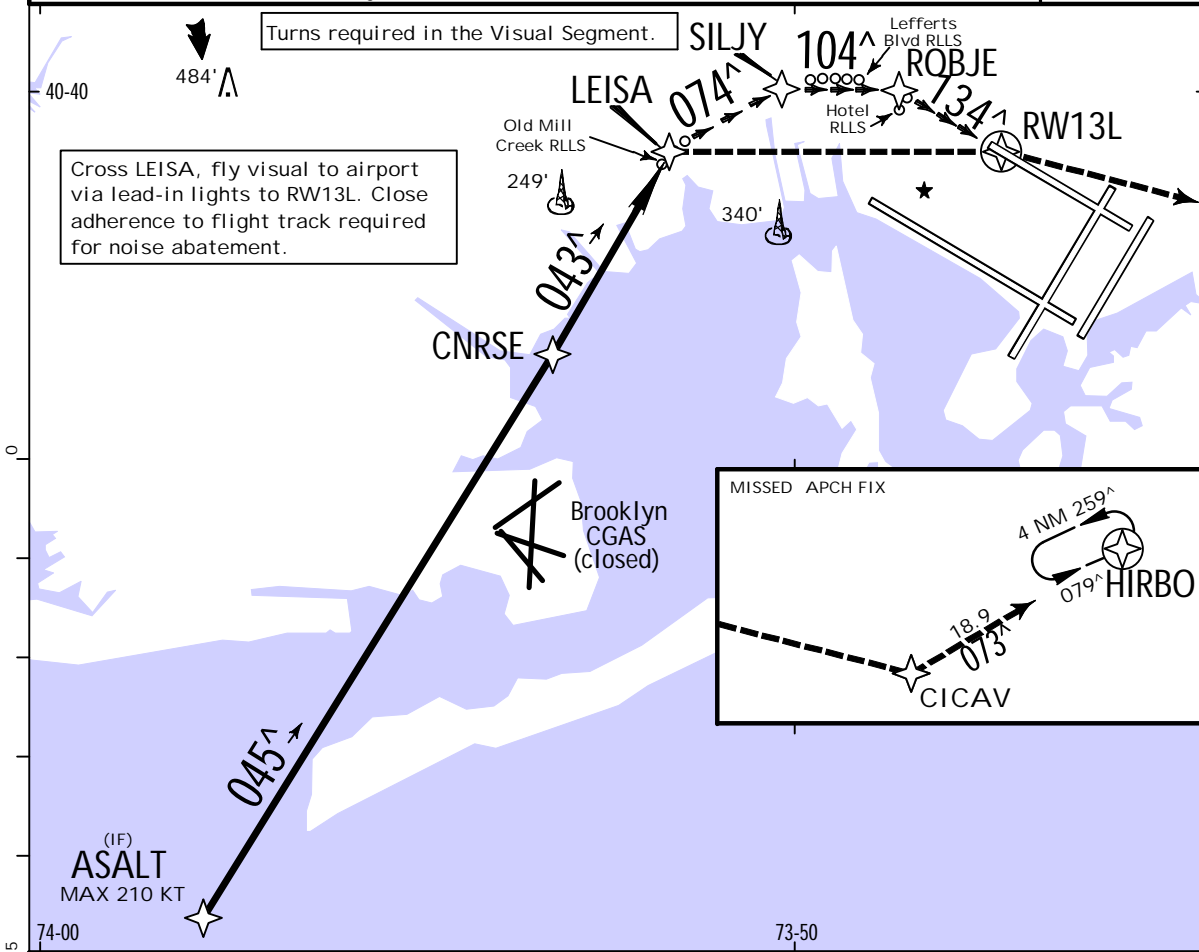 Turns required in the Visual Segment.
484'
40-40
SILJY
104^
Lefferts
Blvd RLLS
ROBJE
LEISA
074^
134^
Hotel
RLLS
RW13L
Old Mill
Creek RLLS
Cross LEISA, fly visual to airport
via lead-in lights to RW13L. Close
adherence to flight track required
for noise abatement.
249'
340'
043^
CNRSE
0
Brooklyn
CGAS
(closed)
MISSED APCH FIX
4 NM 259^
079^
HIRBO
18.9
073^
CICAV
045^
(IF)
ASALT
MAX 210 KT
5
74-00
73-50